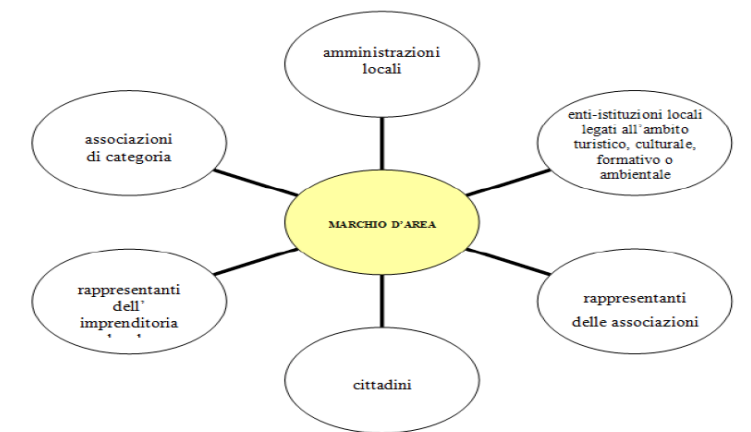 amministrazioni
locali
enti-istituzioni locali
legati all'ambito
turistico, culturale,
formativo o
ambientale
associazioni
di categoria
MARCHIO D'AREA
rappresentanti
dell'
imprenditoria
rappresentanti
delle associazioni
cittadini